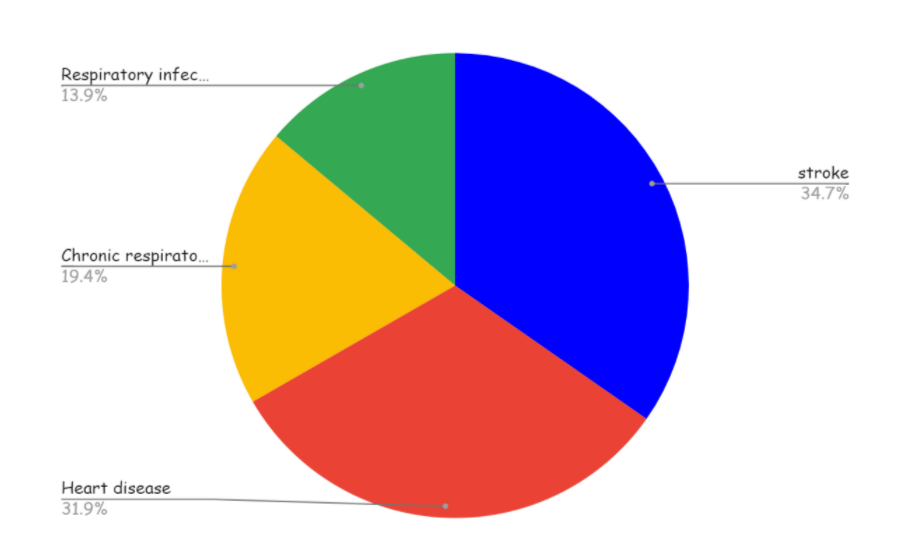 Respiratory infec...
13.9%
stroke
34.7%
Chronic respirato...
19.4%
Heart disease
31.9%